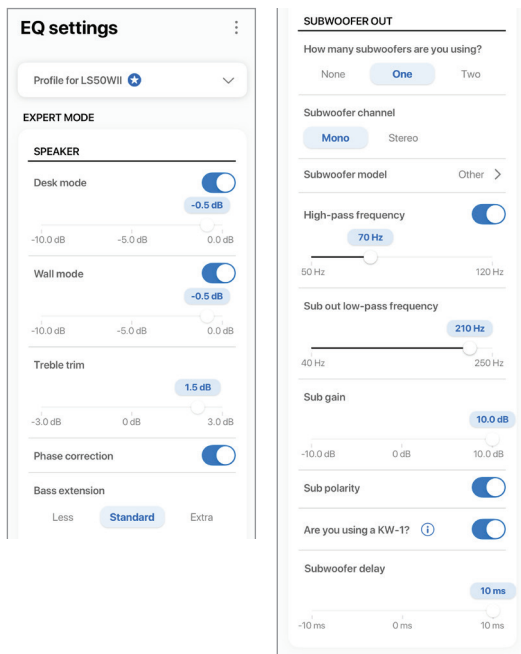 EQ settings
Profile for LS50WII
EXPERT MODE
SPEAKER
Desk mode
-0.5 dB
-10.0 dB -5.0 dB 0.0 dB
Wall mode
-0.5 dB
-10.0 dB -5.0 dB 0.0 dB
Treble trim
1.5 dB
-3.0 dB 0 dB 3.0 dB
Phase correction
Bass extension
Less Standard Extra
SUBWOOFER OUT
How many subwoofers are you using?
None One Two
Subwoofer channel
Mono Stereo
Subwoofer model Other
High-pass frequency
70 Hz
50 Hz 120 Hz
Sub out low-pass frequency
210 Hz
40 Hz 250 Hz
Sub gain
10.0 dB
-10.0 dB 0 dB 10.0 dB
Sub polarity
Are you using a KW-1? i
Subwoofer delay
10 ms
-10 ms 0 ms 10 ms